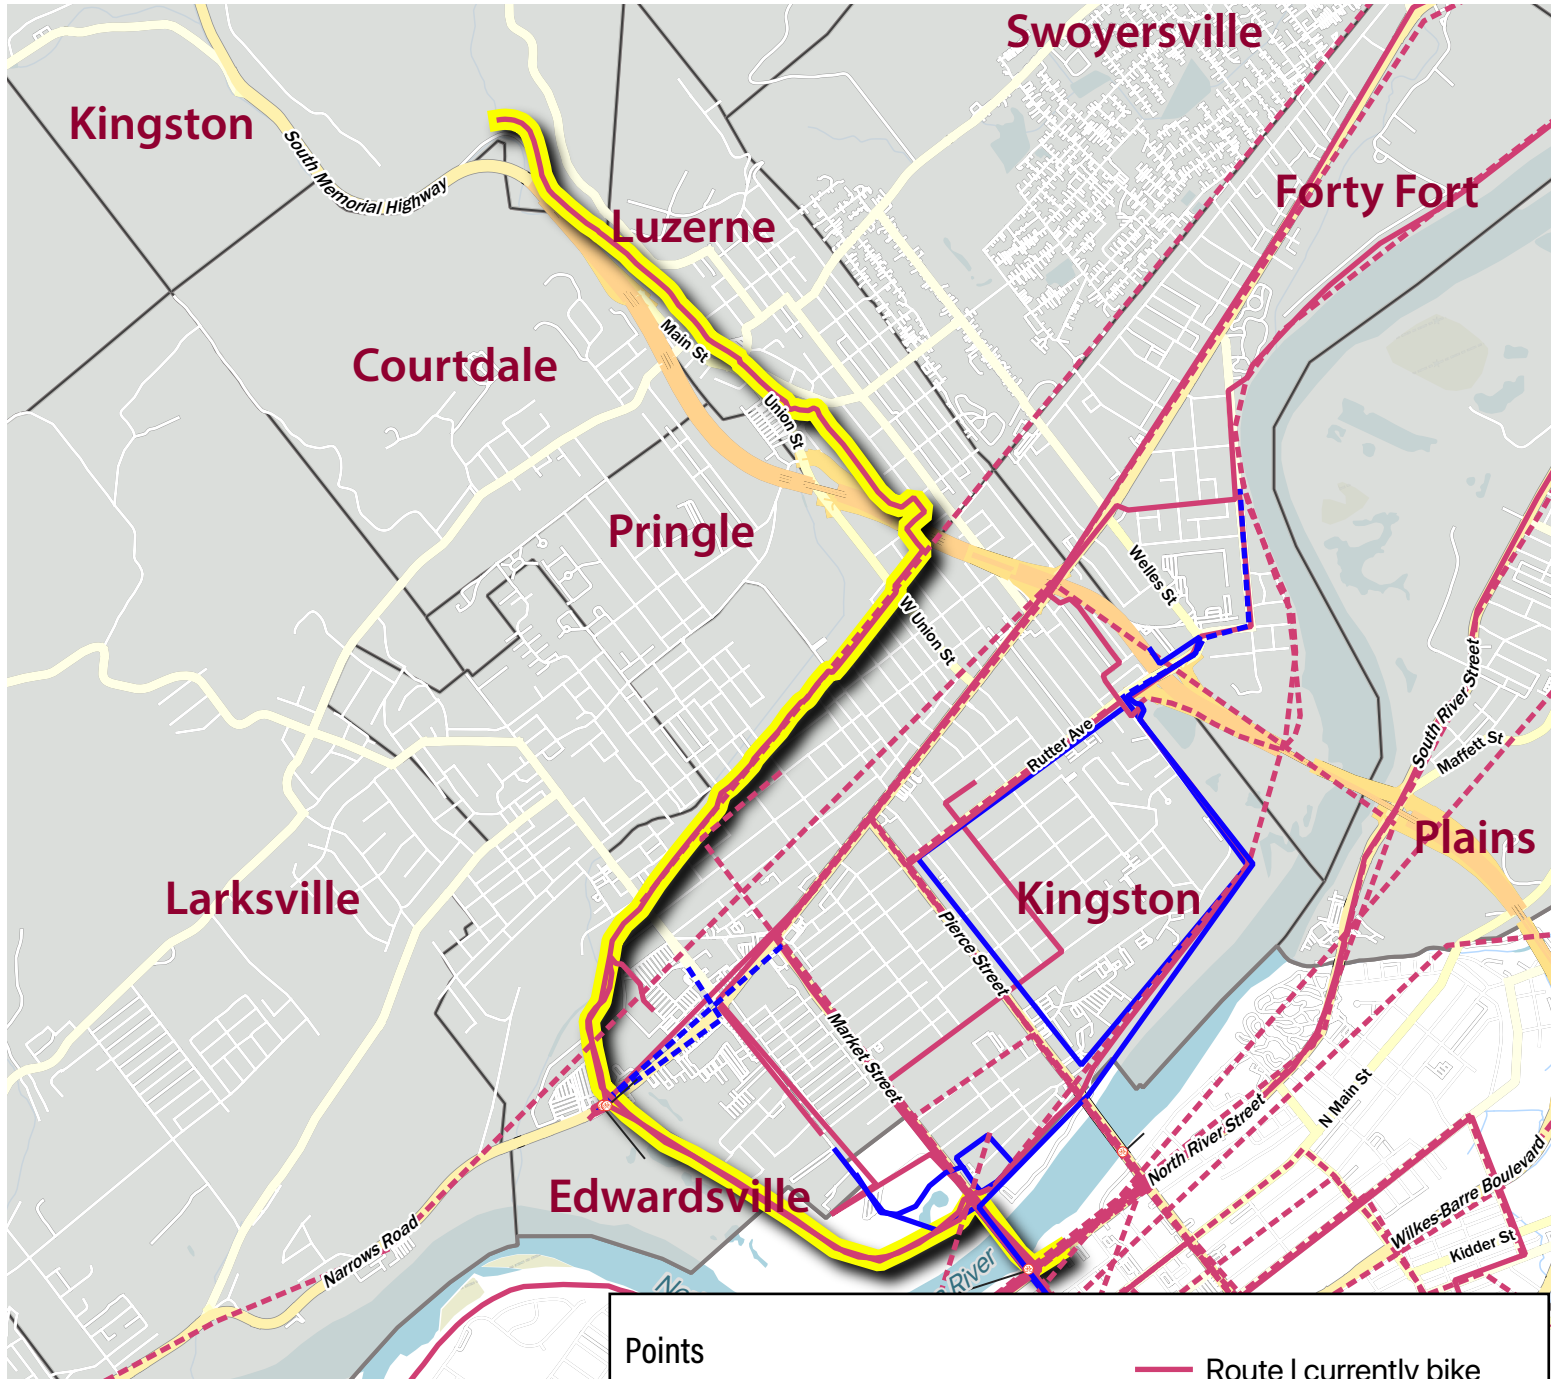 Swoyersville
Kingston
South Memorial Highway
Forty Fort
Luzerne
Main St
Courtdale
Union St
Pringle
Welles St
W Union St
South River Street
Rutter Ave
Maffett St
Plains
Larksville
Kingston
Pierce Street
Market Street
N Main St
North River Street
Wilkes-Barre Boulevard
Edwardsville
Narrows Road
Kidder St
River
Points
Route I currently bike